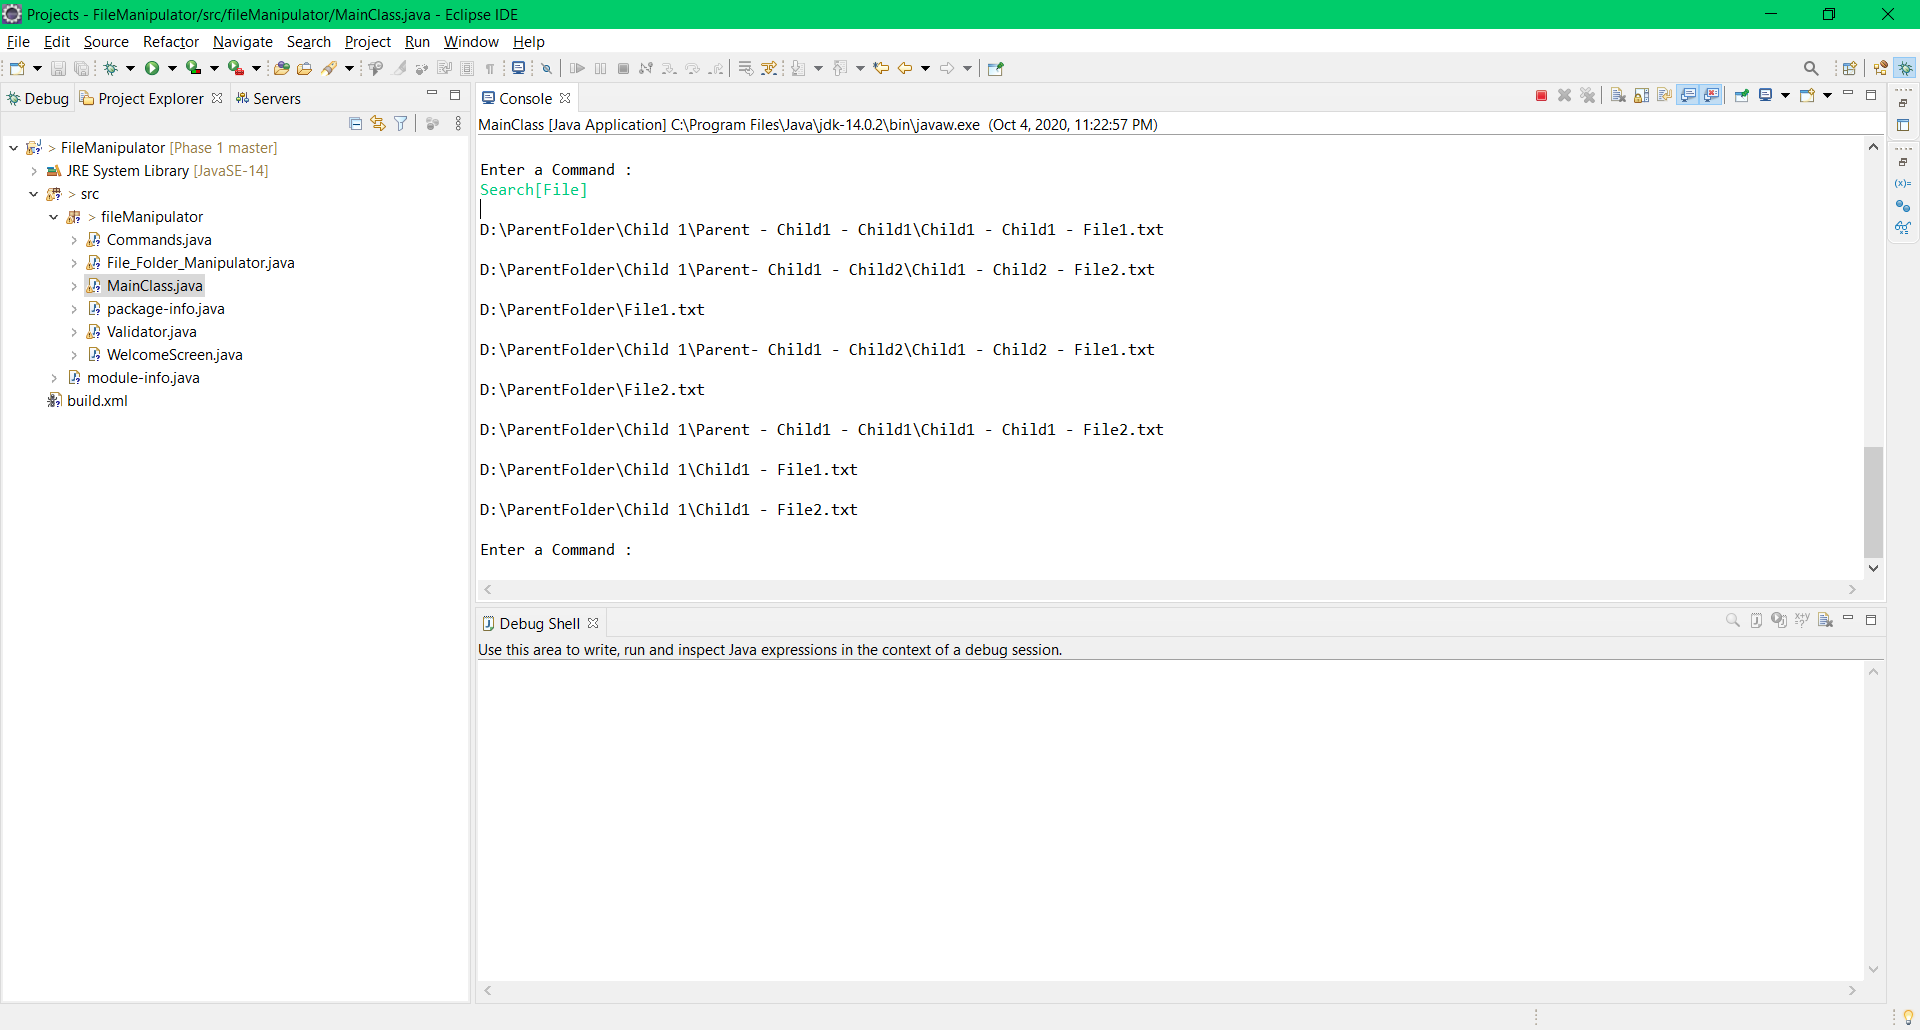 Projects - FileManipulator/src/fileManipulator/MainClass.java - Eclipse IDE
File Edit Source Refactor Navigate Search Project Run Window Help
Debug Project Explorer Servers
> FileManipulator [Phase 1 master]
JRE System Library [JavaSE-14]
> src
> fileManipulator
Commands.java
File_Folder_Manipulator.java
MainClass.java
package-info.java
Validator.java
WelcomeScreen.java
module-info.java
build.xml
Console
MainClass [Java Application] C:\Program Files\Java\jdk-14.0.2\bin\javaw.exe (Oct 4, 2020, 11:22:57 PM)
Enter a Command :
Search[File]
D:\ParentFolder\Child 1\Parent - Child1 - Child1\Child1 - Child1 - File1.txt
D:\ParentFolder\Child 1\Parent- Child1 - Child2\Child1 - Child2 - File2.txt
D:\ParentFolder\File1.txt
D:\ParentFolder\Child 1\Parent- Child1 - Child2\Child1 - Child2 - File1.txt
D:\ParentFolder\File2.txt
D:\ParentFolder\Child 1\Parent - Child1 - Child1\Child1 - Child1 - File2.txt
D:\ParentFolder\Child 1\Child1 - File1.txt
D:\ParentFolder\Child 1\Child1 - File2.txt
Enter a Command :
Debug Shell
Use this area to write, run and inspect Java expressions in the context of a debug session.
(x)=